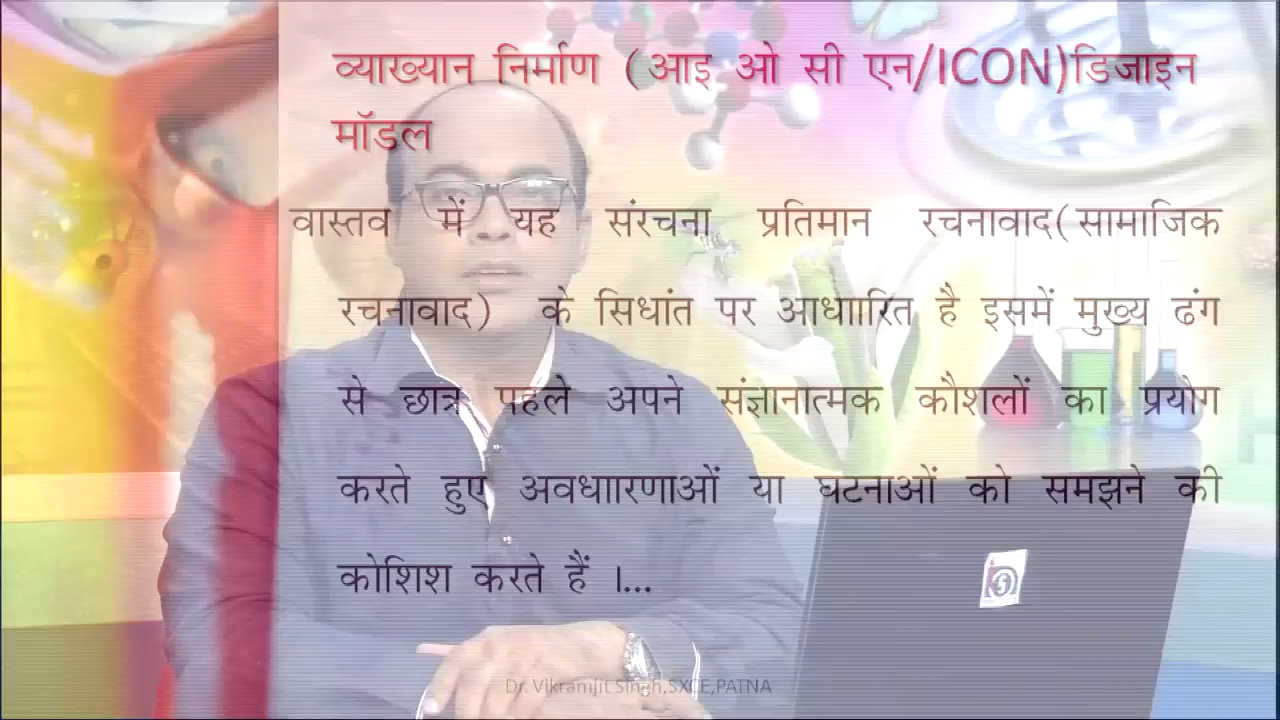 व्याख्यान निर्माण (आइ ओ सी एन/ICON)डिजाइन
मॉडल
वास्तव में यह संरचना प्रतिमान रचनावाद(सामाजिक
रचनावाद) के सिधांत पर आधाारित है इसमें मुख्य ढंग
से छात्र पहले अपने संज्ञानात्मक कौशलों का प्रयोग
करते हुए अवधाारणाओं या घटनाओं को समझने की
कोशिश करते हैं ।...
Dr. Vikramjit Singh,SXCE,PATNA